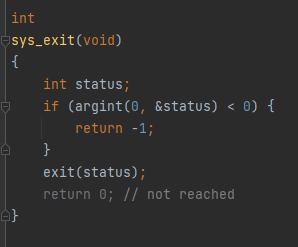 int
sys_exit(void)
{
    int status;
    if (argint(0, &status) < 0) {
        return -1;
    }
    exit(status);
    return 0; // not reached
}